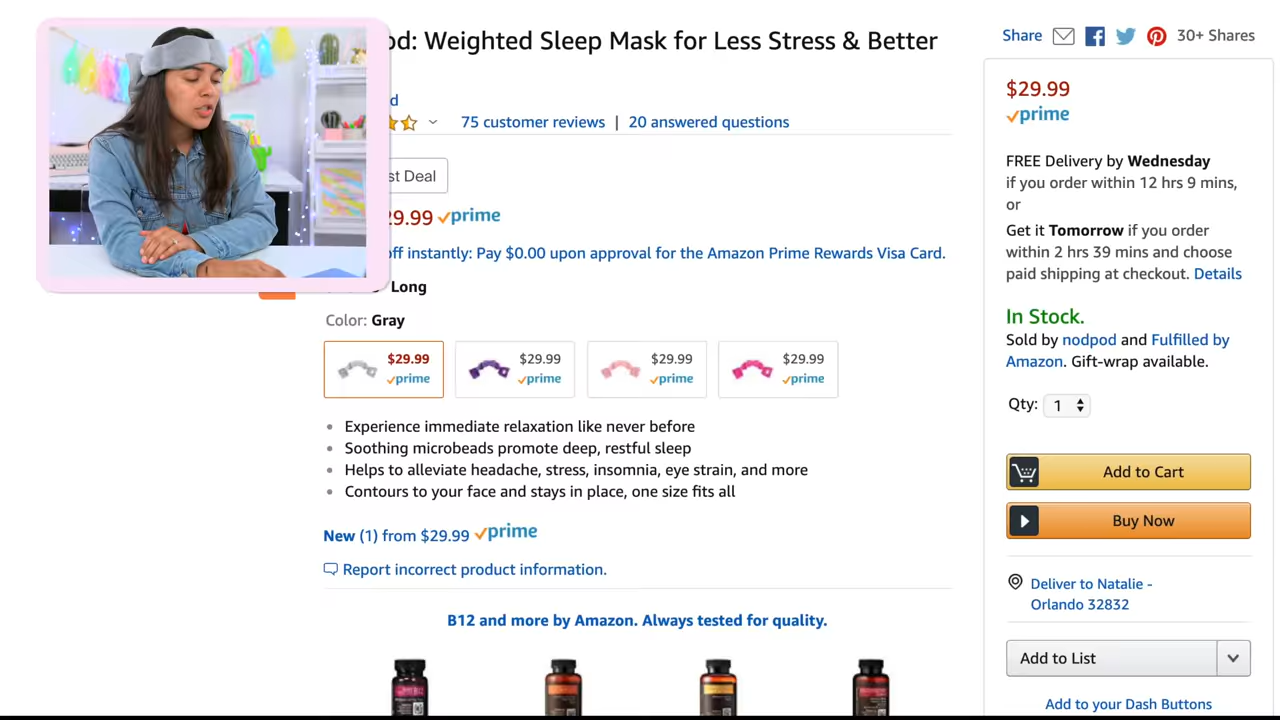 od: Weighted Sleep Mask for Less Stress & Better
d
75 customer reviews | 20 answered questions
st Deal
29.99 prime
off instantly: Pay $0.00 upon approval for the Amazon Prime Rewards Visa Card.
Long
Color: Gray
$29.99 prime
$29.99 prime
$29.99 prime
$29.99 prime
Experience immediate relaxation like never before
Soothing microbeads promote deep, restful sleep
Helps to alleviate headache, stress, insomnia, eye strain, and more
Contours to your face and stays in place, one size fits all
New (1) from $29.99 prime
Report incorrect product information.
B12 and more by Amazon. Always tested for quality.
Share 30+ Shares
$29.99
prime
FREE Delivery by Wednesday
if you order within 12 hrs 9 mins,
or
Get it Tomorrow if you order
within 2 hrs 39 mins and choose
paid shipping at checkout. Details
In Stock.
Sold by nodpod and Fulfilled by
Amazon. Gift-wrap available.
Qty: 1
Add to Cart
Buy Now
Deliver to Natalie -
Orlando 32832
Add to List
Add to your Dash Buttons